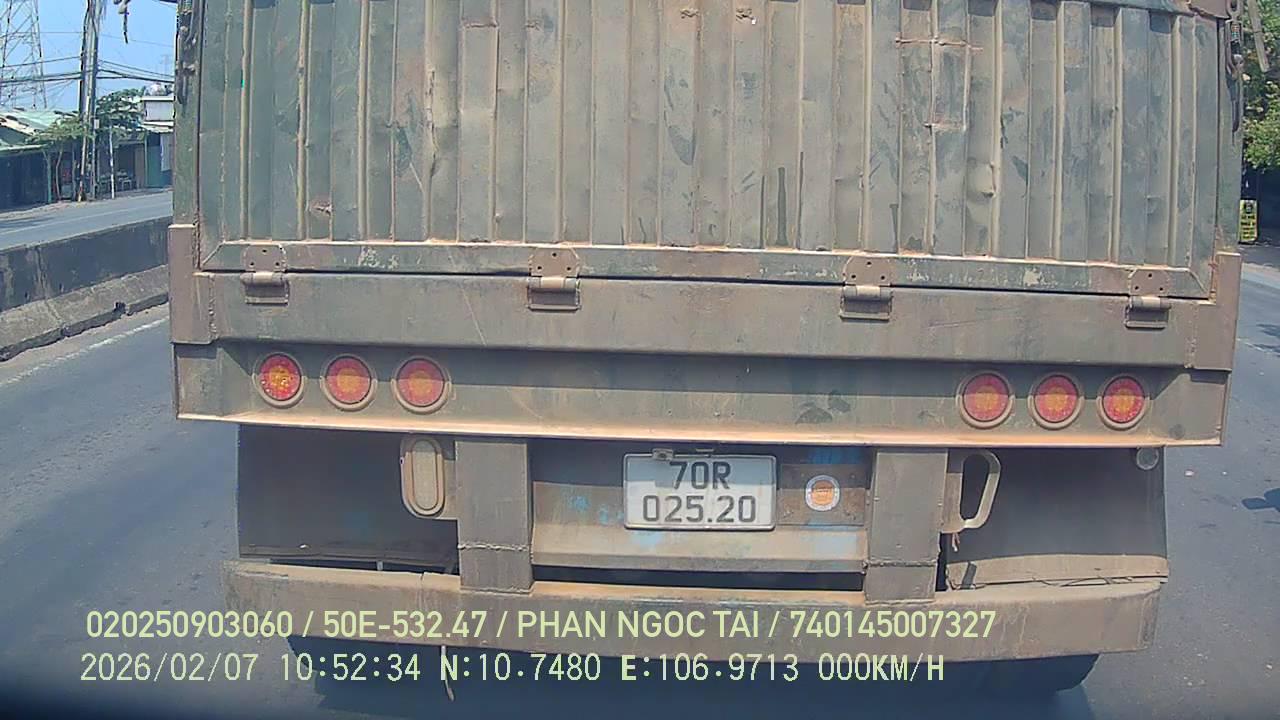 70R
025.20
020250903060 / 50E-532.47 / PHAN NGOC TAI / 740145007327
2026/02/07 10:52:34 N:10.7480 E:106.9713 000KM/H